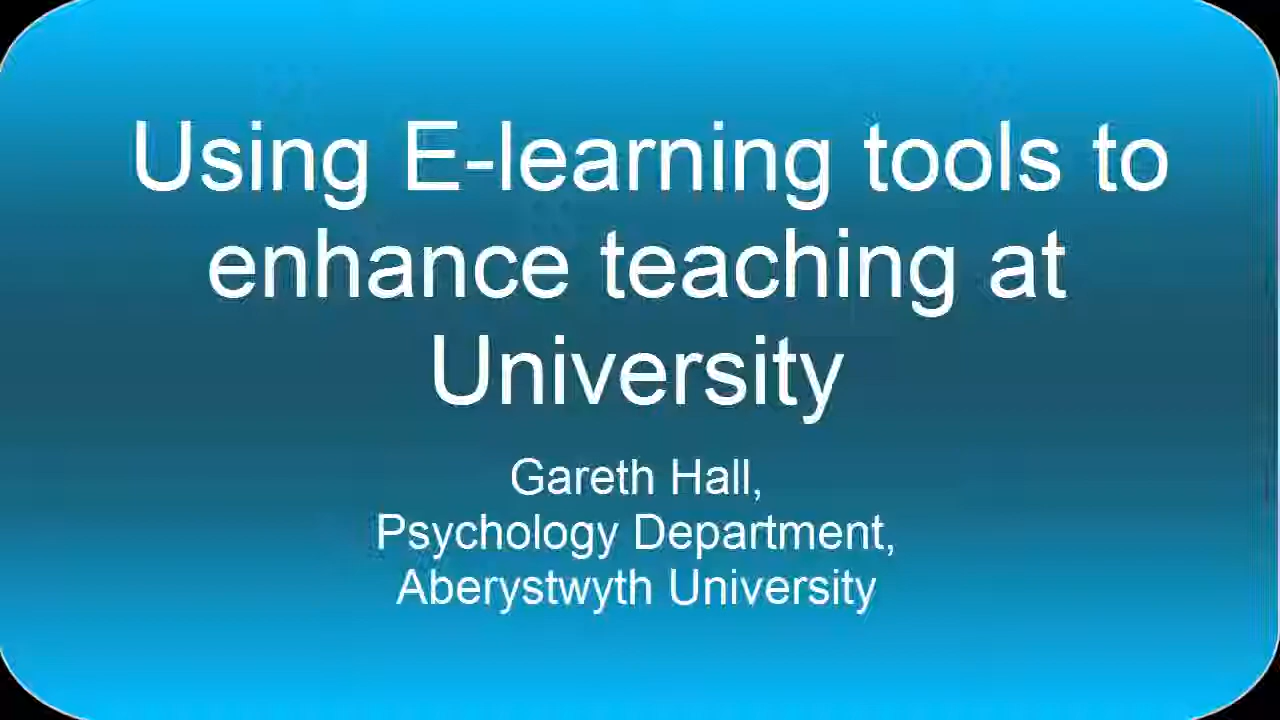 Using E-learning tools to
enhance teaching at
University
Gareth Hall,
Psychology Department,
Aberystwyth University